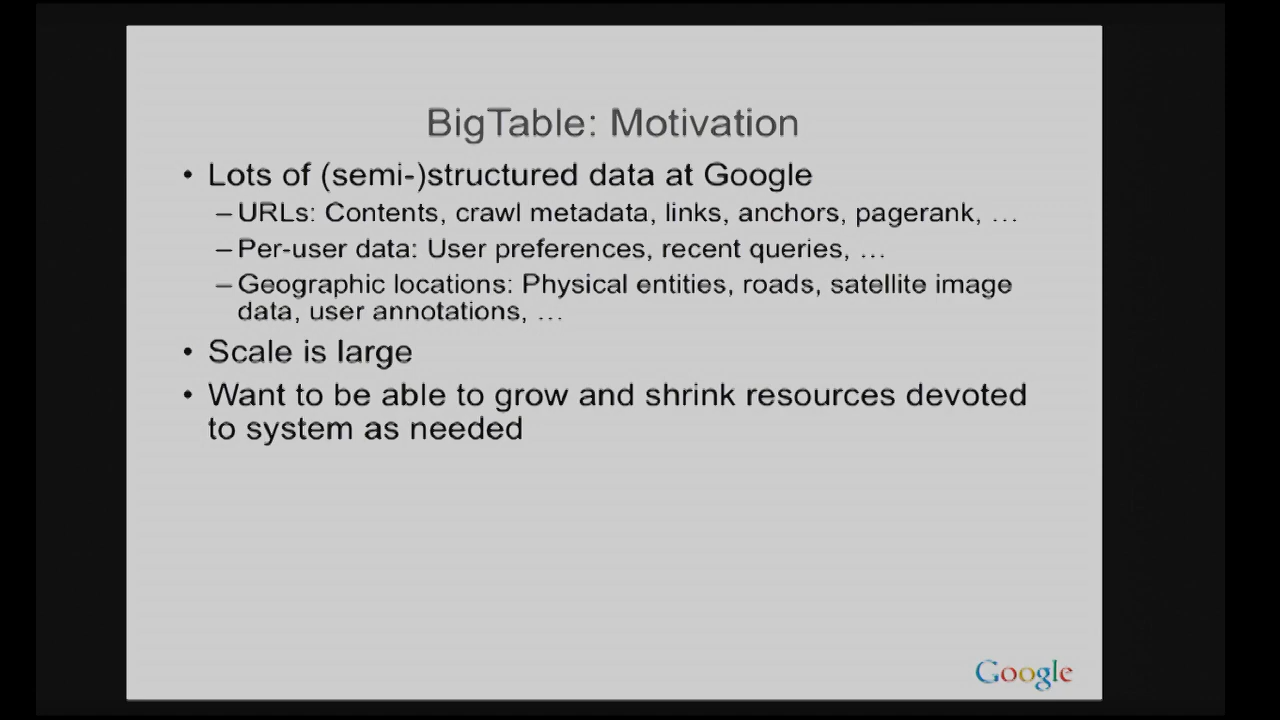 BigTable: Motivation
• Lots of (semi-)structured data at Google
– URLs: Contents, crawl metadata, links, anchors, pagerank, …
– Per-user data: User preferences, recent queries, …
– Geographic locations: Physical entities, roads, satellite image
data, user annotations, …
• Scale is large
• Want to be able to grow and shrink resources devoted
to system as needed
Google